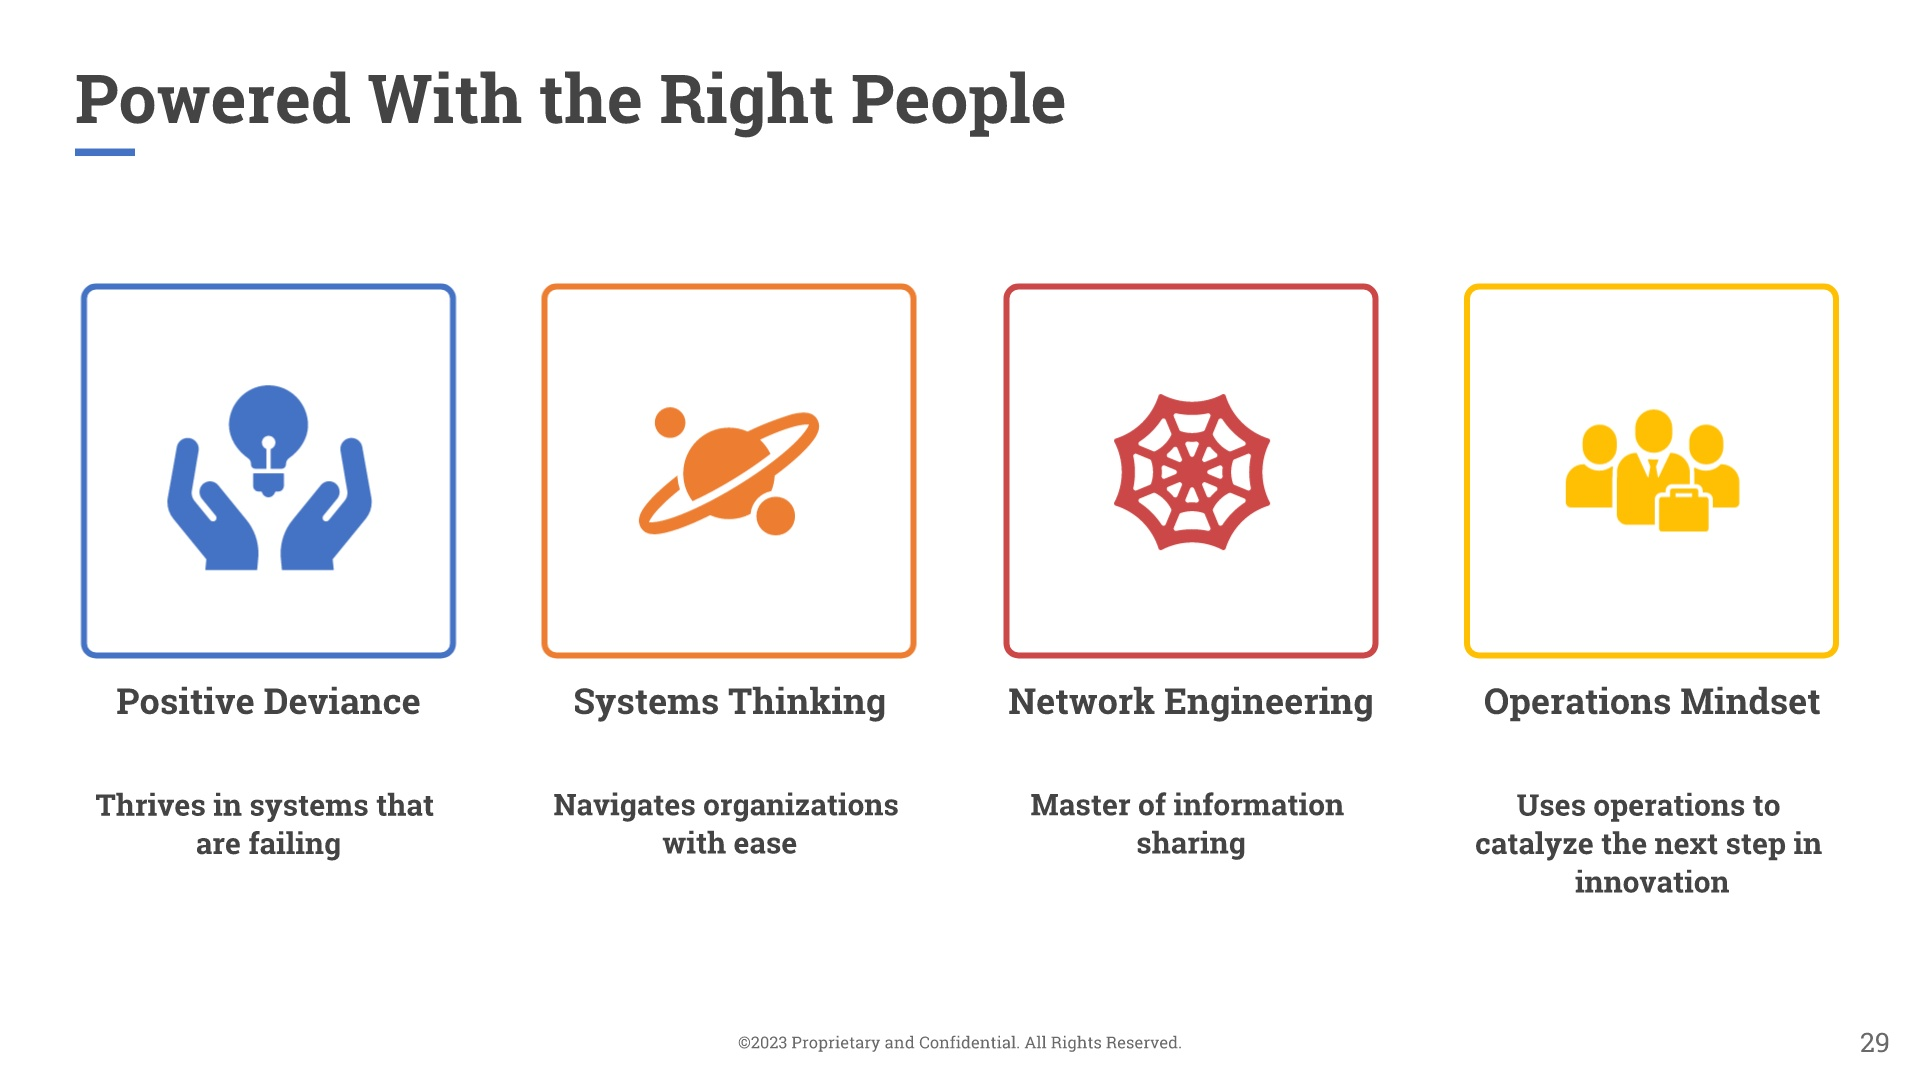 Powered With the Right People
Positive Deviance
Thrives in systems that
are failing
Systems Thinking
Navigates organizations
with ease
Network Engineering
Master of information
sharing
Operations Mindset
Uses operations to
catalyze the next step in
innovation
©2023 Proprietary and Confidential. All Rights Reserved.
29